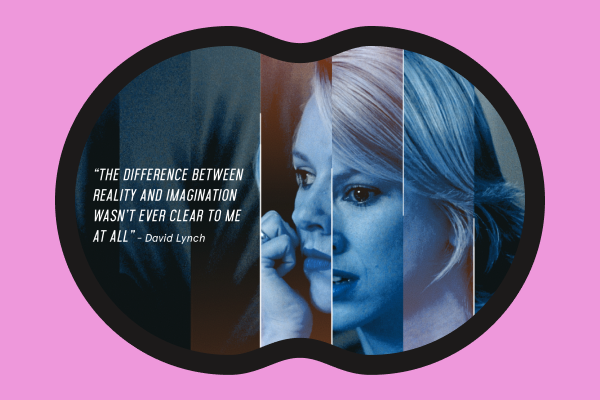 “THE DIFFERENCE BETWEEN
REALITY AND IMAGINATION
WASN'T EVER CLEAR TO ME
AT ALL” - David Lynch